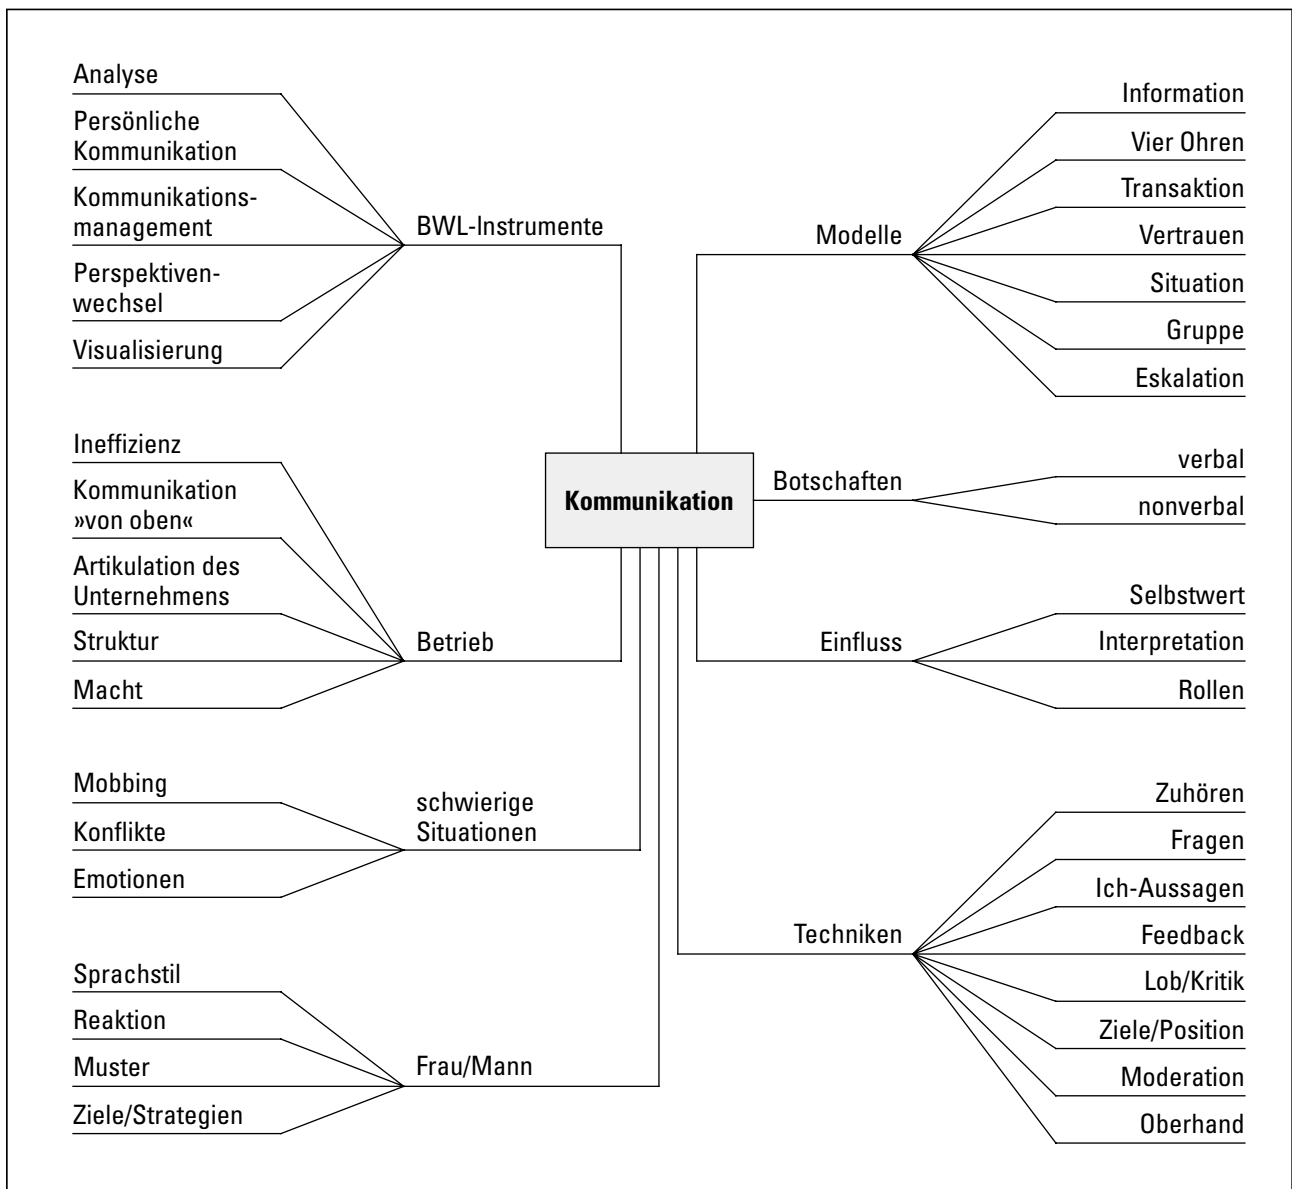 Analyse
Persönliche
Kommunikation
Kommunikations-
management
Perspektiven-
wechsel
Visualisierung
BWL-Instrumente
Ineffizienz
Kommunikation
»von oben«
Artikulation des
Unternehmens
Struktur
Macht
Betrieb
Mobbing
Konflikte
Emotionen
schwierige
Situationen
Sprachstil
Reaktion
Muster
Ziele/Strategien
Frau/Mann
Kommunikation
Modelle
Information
Vier Ohren
Transaktion
Vertrauen
Situation
Gruppe
Eskalation
Botschaften
verbal
nonverbal
Einfluss
Selbstwert
Interpretation
Rollen
Techniken
Zuhören
Fragen
Ich-Aussagen
Feedback
Lob/Kritik
Ziele/Position
Moderation
Oberhand